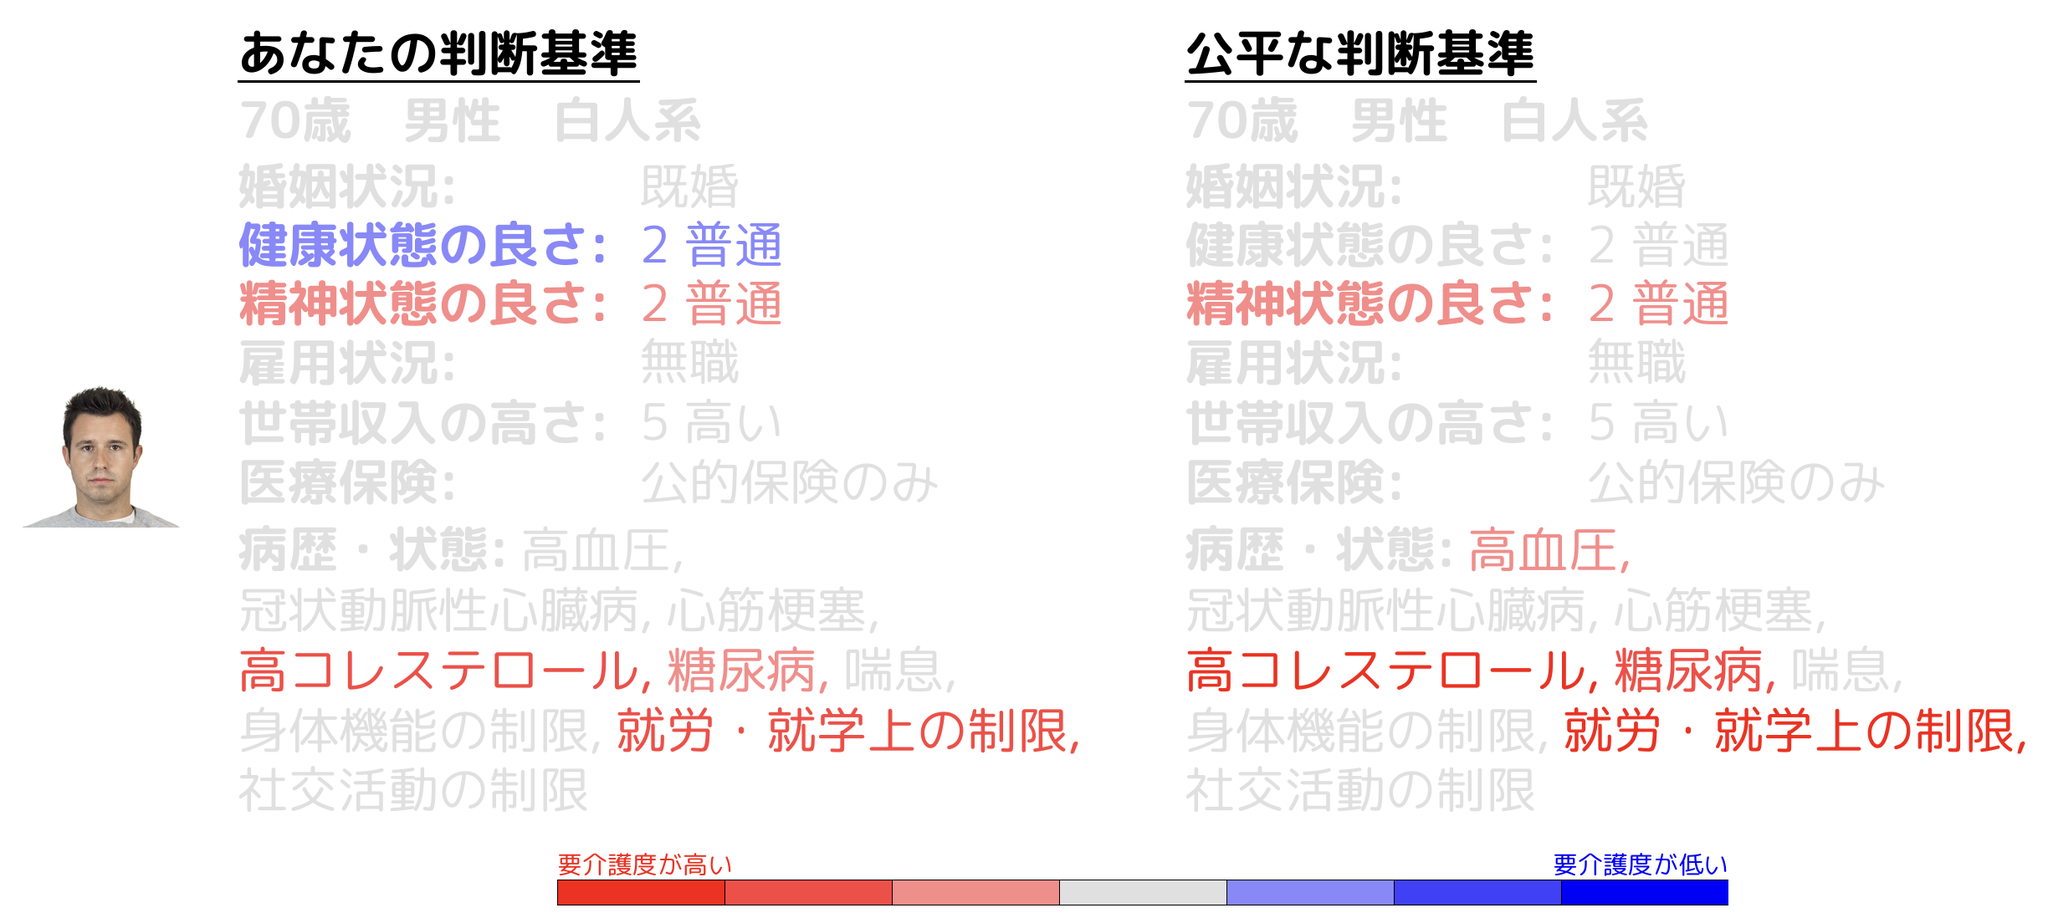 あなたの判断基準
70歳 男性 白人系
婚姻状況: 既婚
健康状態の良さ: 2 普通
精神状態の良さ: 2 普通
雇用状況: 無職
世帯収入の高さ: 5 高い
医療保険: 公的保険のみ
病歴・状態: 高血圧,
冠状動脈性心臓病, 心筋梗塞,
高コレステロール, 糖尿病, 喘息,
身体機能の制限, 就労・就学上の制限,
社交活動の制限
公平な判断基準
70歳 男性 白人系
婚姻状況: 既婚
健康状態の良さ: 2 普通
精神状態の良さ: 2 普通
雇用状況: 無職
世帯収入の高さ: 5 高い
医療保険: 公的保険のみ
病歴・状態: 高血圧,
冠状動脈性心臓病, 心筋梗塞,
高コレステロール, 糖尿病, 喘息,
身体機能の制限, 就労・就学上の制限,
社交活動の制限
要介護度が高い 要介護度が低い